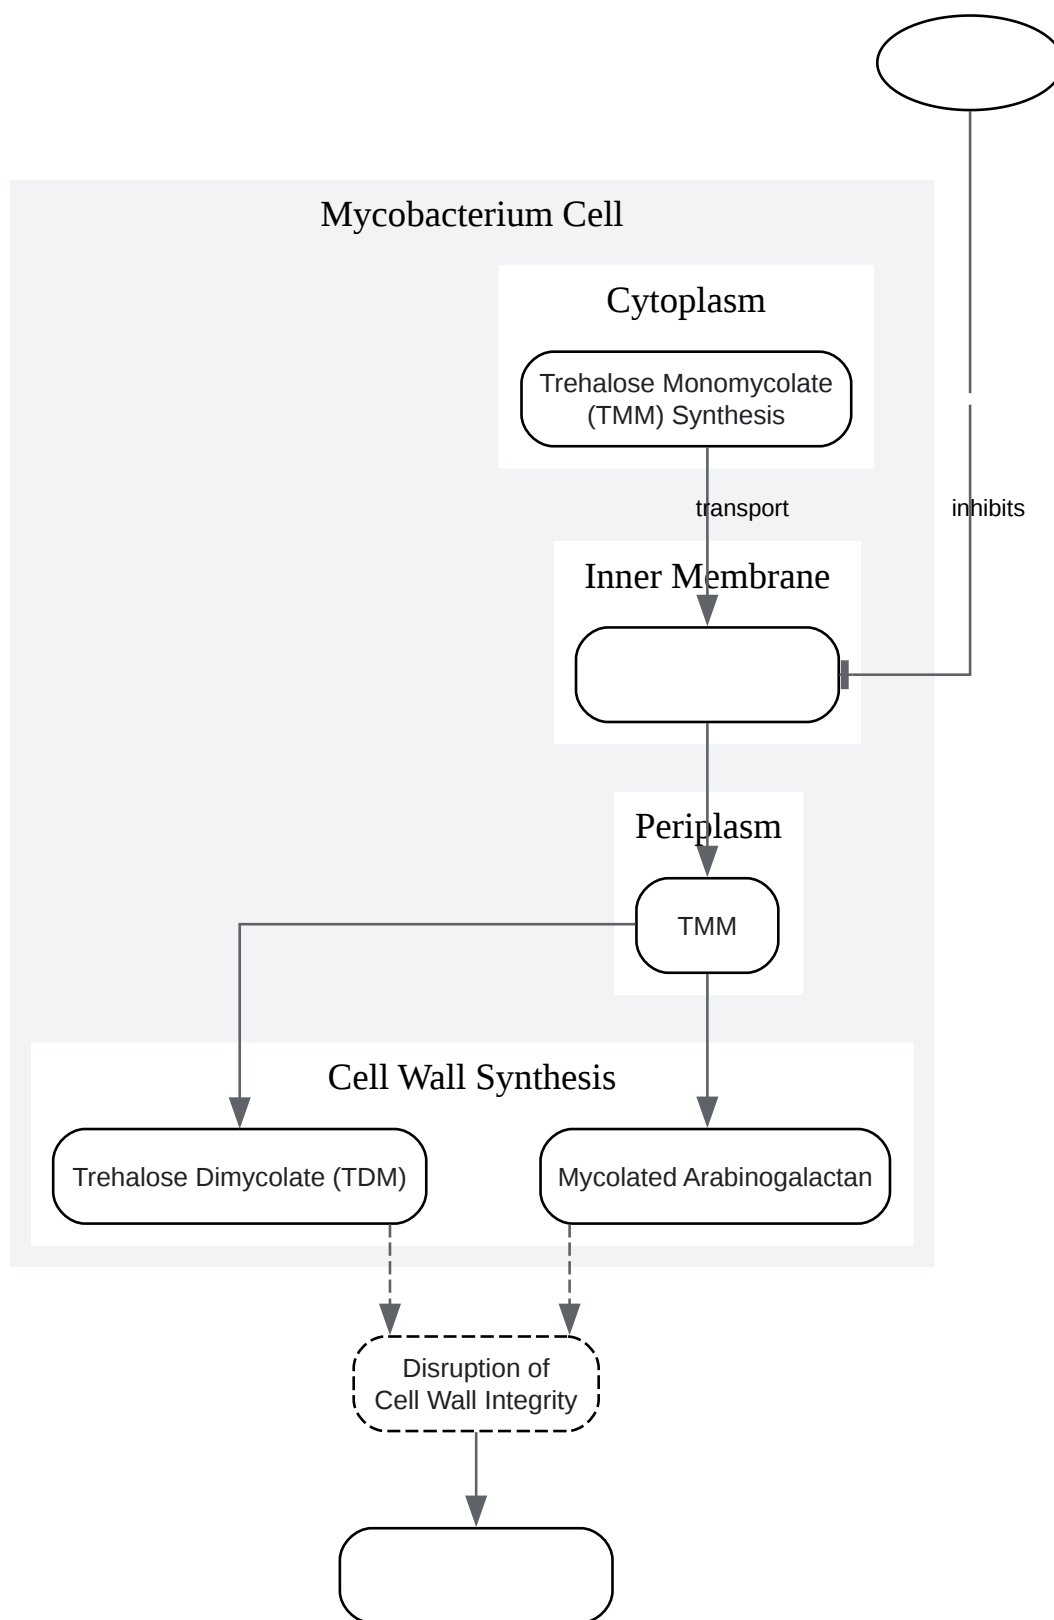 Mycobacterium Cell
Cytoplasm
Trehalose Monomycolate
(TMM) Synthesis
transport
inhibits
Inner Membrane
Periplasm
TMM
Cell Wall Synthesis
Trehalose Dimycolate (TDM)
Mycolated Arabinogalactan
Disruption of
Cell Wall Integrity